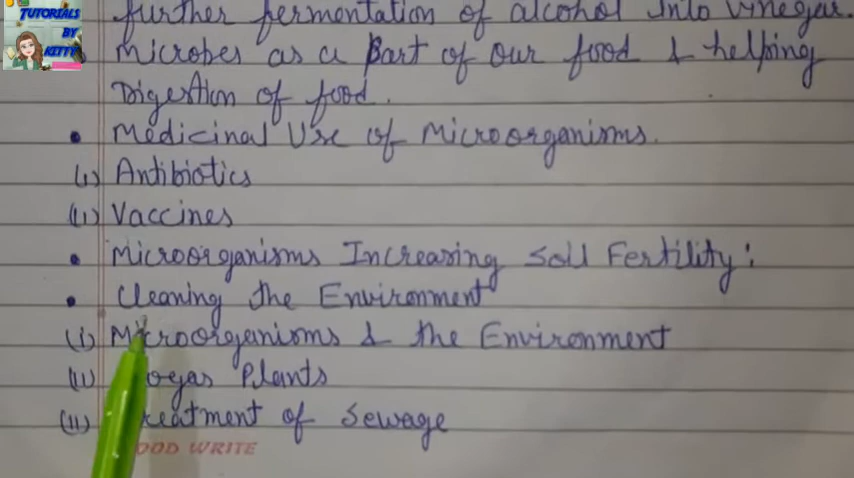 TUTORIALS
BY
KITTY
further fermentation of alcohol into vinegar.
Microbes as a Part of our food & helping
Digestion of food.
• Medicinal Use of Microorganisms.
(i) Antibiotics
(ii) Vaccines
• Microorganisms Increasing Soil Fertility:
• Cleaning the Environment
(i) Microorganisms & the Environment
(ii) ogas Plants
(iii) reatment of Sewage
OOD WRITE